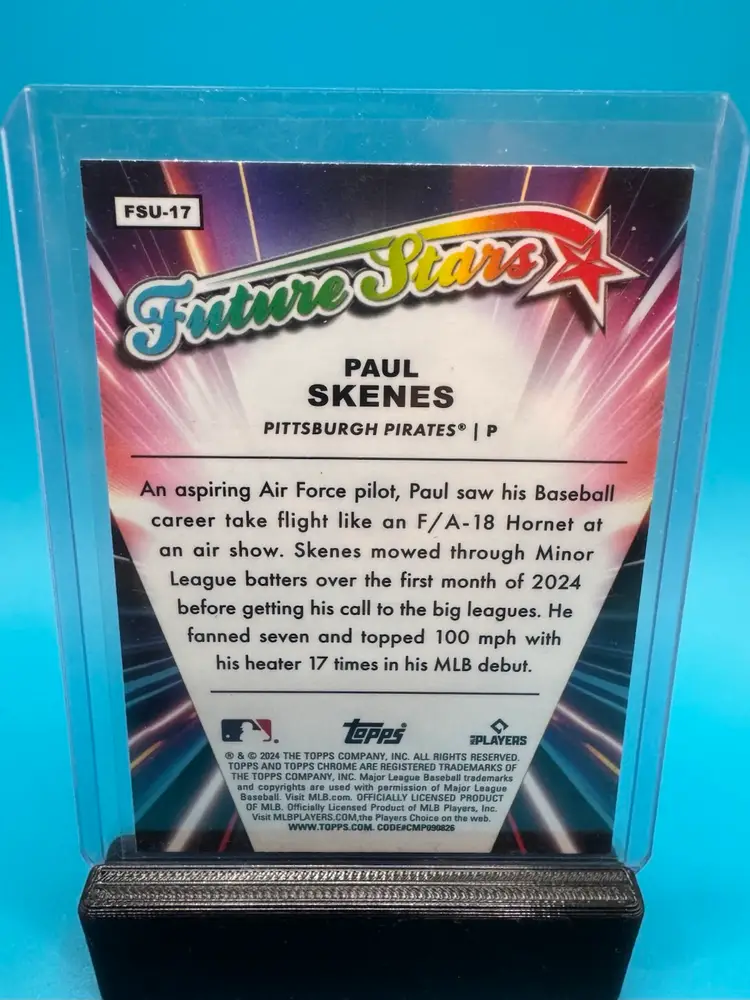 FSU-17
Future Stars
PAUL
SKENES
PITTSBURGH PIRATES® | P
An aspiring Air Force pilot, Paul saw his Baseball
career take flight like an F/A-18 Hornet at
an air show. Skenes mowed through Minor
League batters over the first month of 2024
before getting his call to the big leagues. He
fanned seven and topped 100 mph with
his heater 17 times in his MLB debut.
topps
MLB PLAYERS
® & © 2024 THE TOPPS COMPANY, INC. ALL RIGHTS RESERVED.
TOPPS AND TOPPS CHROME ARE REGISTERED TRADEMARKS OF
THE TOPPS COMPANY, INC. Major League Baseball trademarks
and copyrights are used with permission of Major League
Baseball. Visit MLB.com. OFFICIALLY LICENSED PRODUCT
OF MLB. Officially Licensed Product of MLB Players, Inc.
Visit MLBPLAYERS.COM,the Players Choice on the web.
WWW.TOPPS.COM. CODE#CMP090826